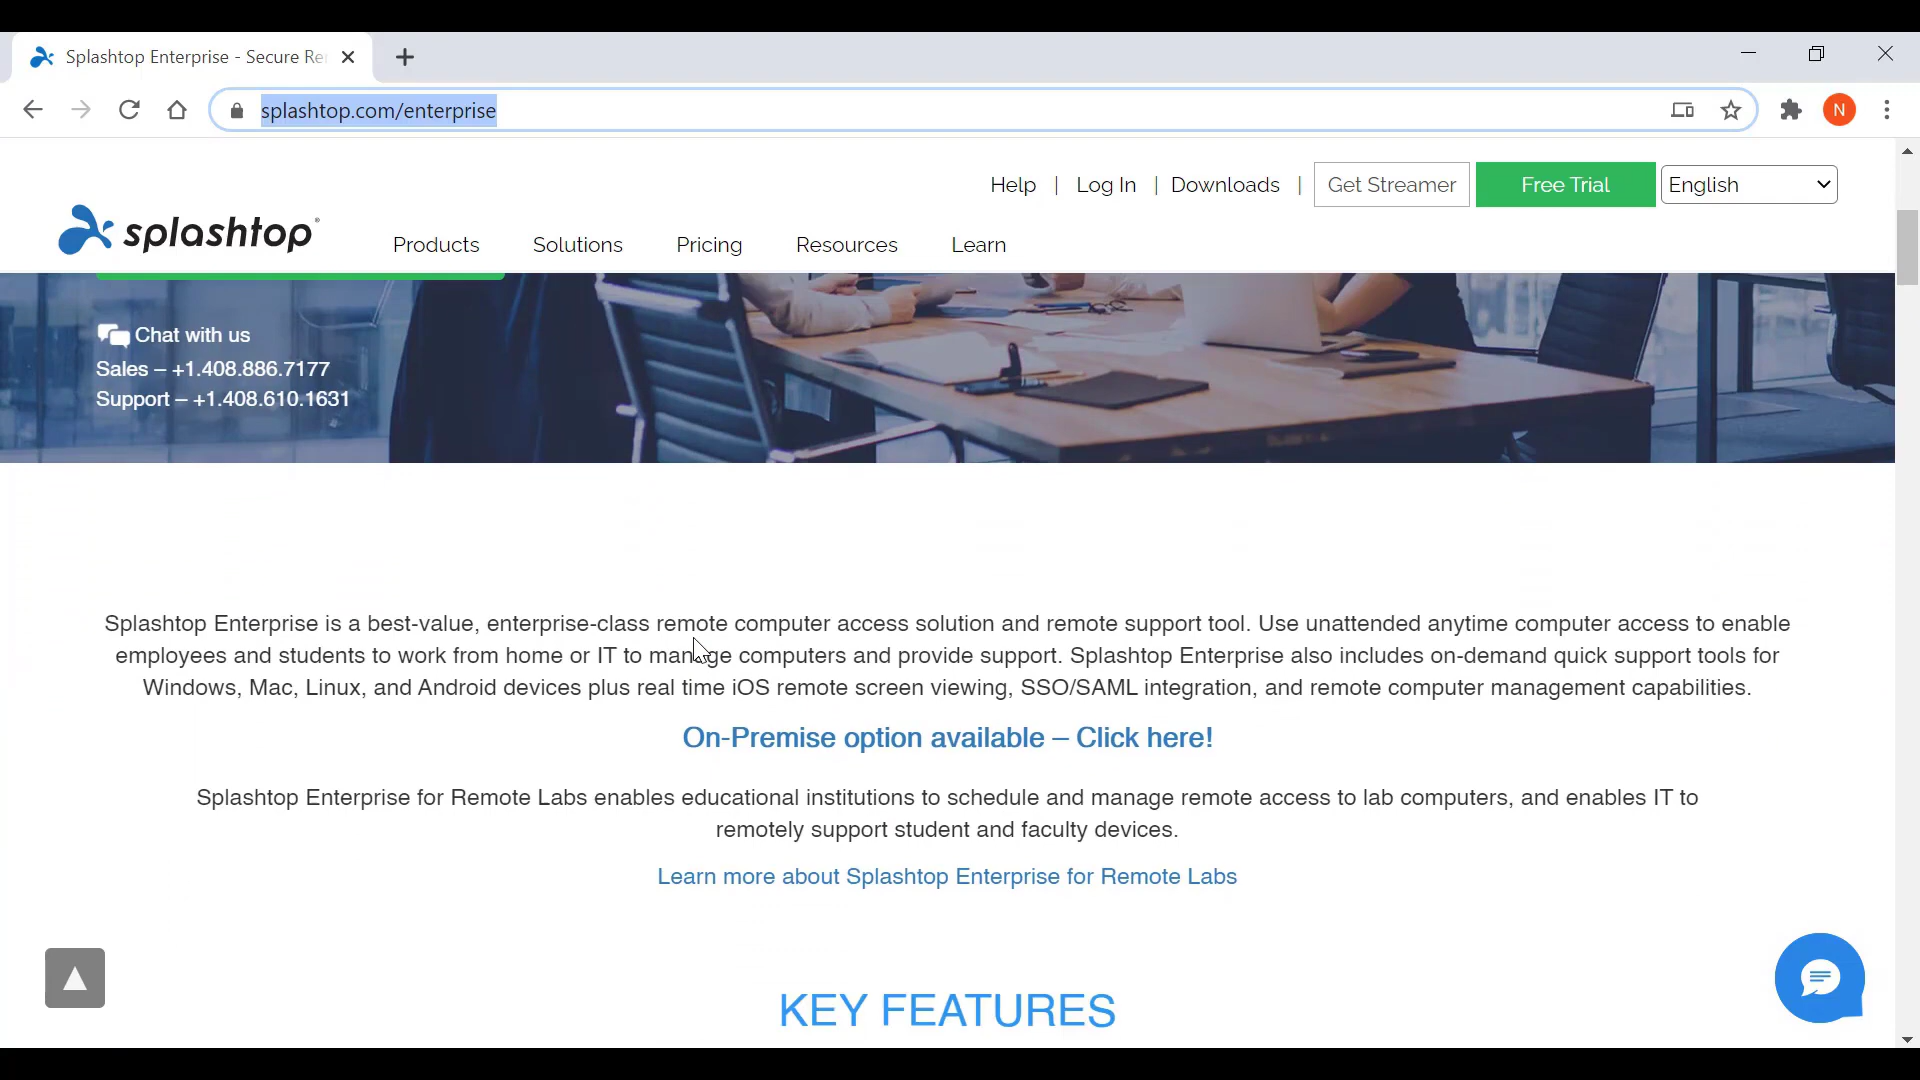 Splashtop Enterprise - Secure Re
splashtop.com/enterprise
N
Help | Log In | Downloads | Get Streamer Free Trial English
splashtop®
Products Solutions Pricing Resources Learn
Chat with us
Sales – +1.408.886.7177
Support – +1.408.610.1631
Splashtop Enterprise is a best-value, enterprise-class remote computer access solution and remote support tool. Use unattended anytime computer access to enable
employees and students to work from home or IT to manage computers and provide support. Splashtop Enterprise also includes on-demand quick support tools for
Windows, Mac, Linux, and Android devices plus real time iOS remote screen viewing, SSO/SAML integration, and remote computer management capabilities.
On-Premise option available – Click here!
Splashtop Enterprise for Remote Labs enables educational institutions to schedule and manage remote access to lab computers, and enables IT to
remotely support student and faculty devices.
Learn more about Splashtop Enterprise for Remote Labs
KEY FEATURES